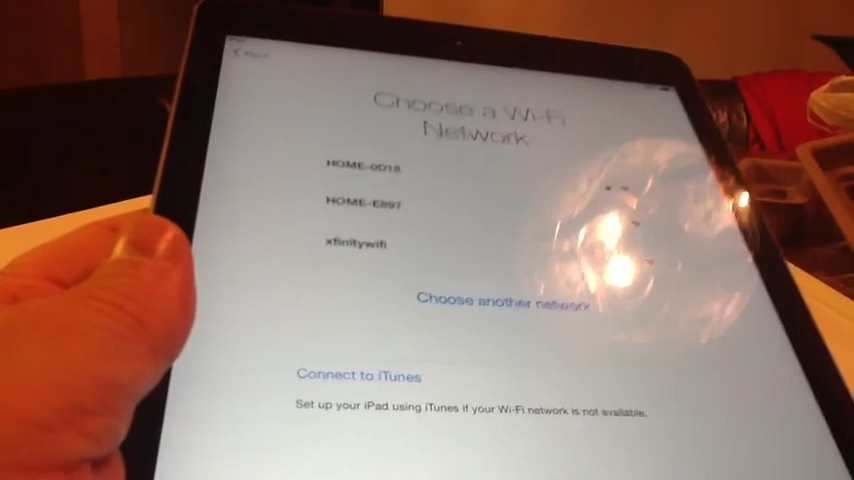 Back
Choose a Wi-Fi
Network
HOME-0D18
HOME-E897
xfinitywifi
Choose another network
Connect to iTunes
Set up your iPad using iTunes if your Wi-Fi network is not available.